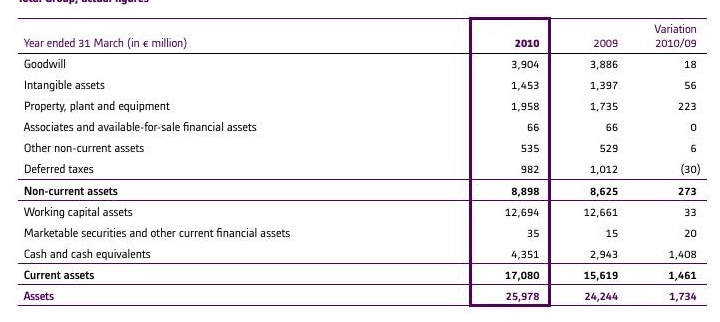 Total Group, actual figures
Variation
Year ended 31 March (in € million) 2010 2009 2010/09
Goodwill 3,904 3,886 18
Intangible assets 1,453 1,397 56
Property, plant and equipment 1,958 1,735 223
Associates and available-for-sale financial assets 66 66 0
Other non-current assets 535 529 6
Deferred taxes 982 1,012 (30)
Non-current assets 8,898 8,625 273
Working capital assets 12,694 12,661 33
Marketable securities and other current financial assets 35 15 20
Cash and cash equivalents 4,351 2,943 1,408
Current assets 17,080 15,619 1,461
Assets 25,978 24,244 1,734